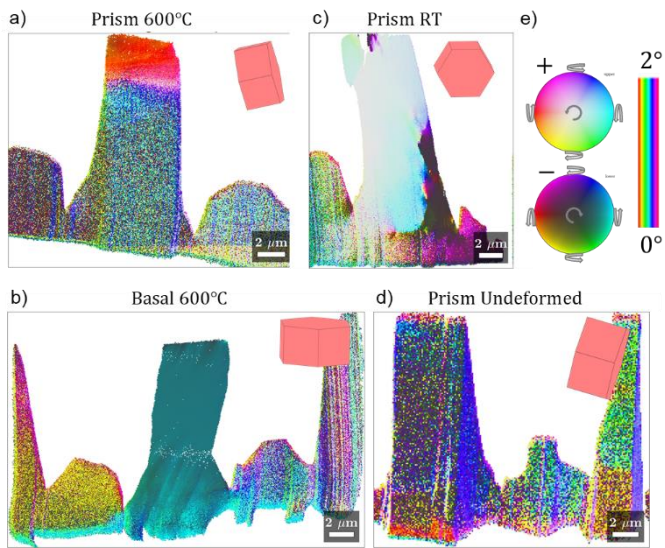 a) Prism 600°C
c) Prism RT
e)
+
2°
−
0°
2 μm
2 μm
b) Basal 600°C
d) Prism Undeformed
2 μm
2 μm